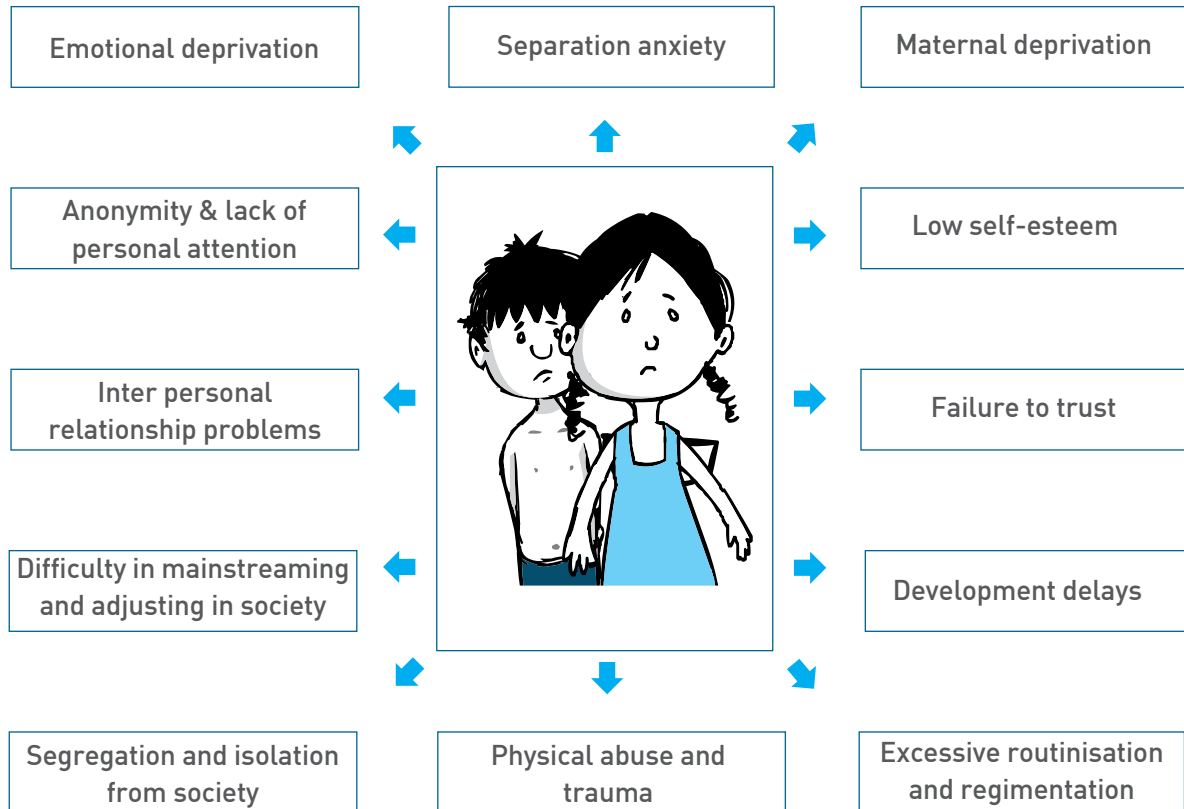 Emotional deprivation
Separation anxiety
Maternal deprivation
Anonymity & lack of
personal attention
Low self-esteem
Inter personal
relationship problems
Failure to trust
Difficulty in mainstreaming
and adjusting in society
Development delays
Segregation and isolation
from society
Physical abuse and
trauma
Excessive routinisation
and regimentation